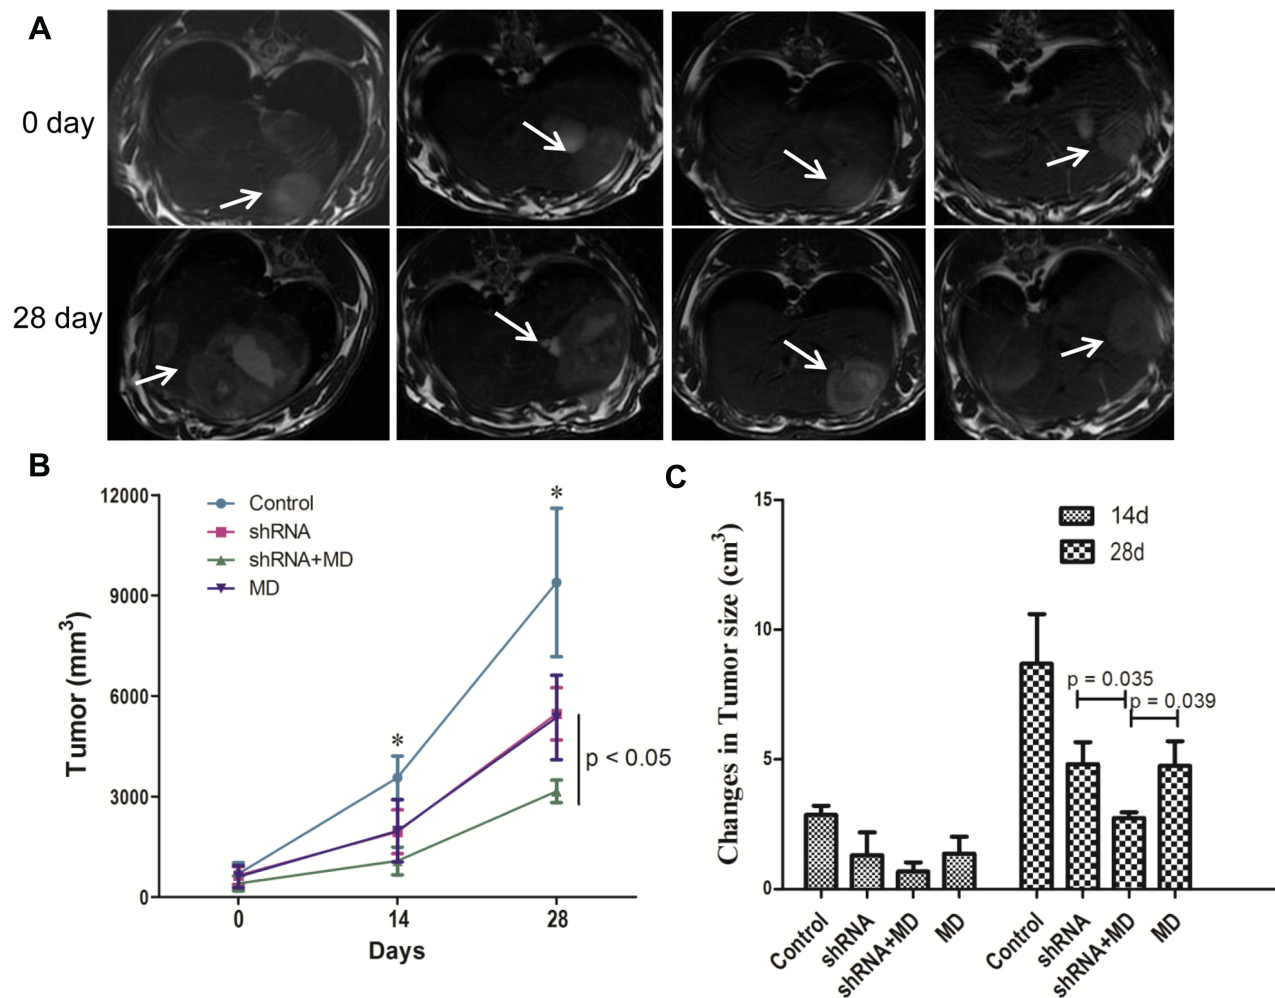 A
0 day
28 day
B
12000
9000
6000
3000
0
Tumor (mm³)
0
14
28
Days
Control
shRNA
shRNA+MD
MD
*
*
p < 0.05
C
15
10
5
0
Changes in Tumor size (cm³)
14d
28d
p = 0.035
p = 0.039
Control
shRNA
shRNA+MD
MD
Control
shRNA
shRNA+MD
MD